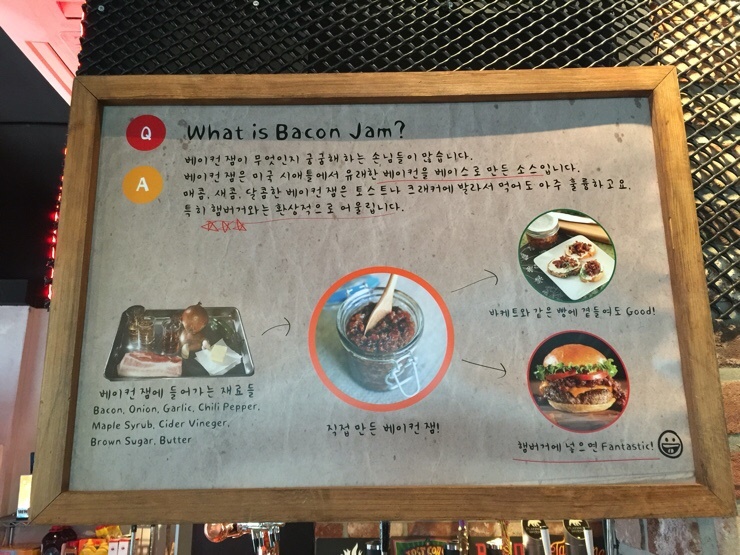 Q What is Bacon Jam?
베이컨 잼이 무엇인지 궁금해 하는 손님들이 많습니다.
A 베이컨 잼은 미국 시애틀에서 유래한 베이컨을 베이스로 만든 소스입니다.
매콤, 새콤, 달콤한 베이컨 잼은 토스트나 크래커에 발라서 먹어도 아주 훌륭하고요,
특히 햄버거와는 환상적으로 어울립니다.
바게트와 같은 빵에 곁들여도 Good!
베이컨 잼에 들어가는 재료들
Bacon, Onion, Garlic, Chili Pepper,
Maple Syrub, Cider Vineger,
Brown Sugar, Butter
직접 만든 베이컨 잼!
햄버거에 넣으면 Fantastic!